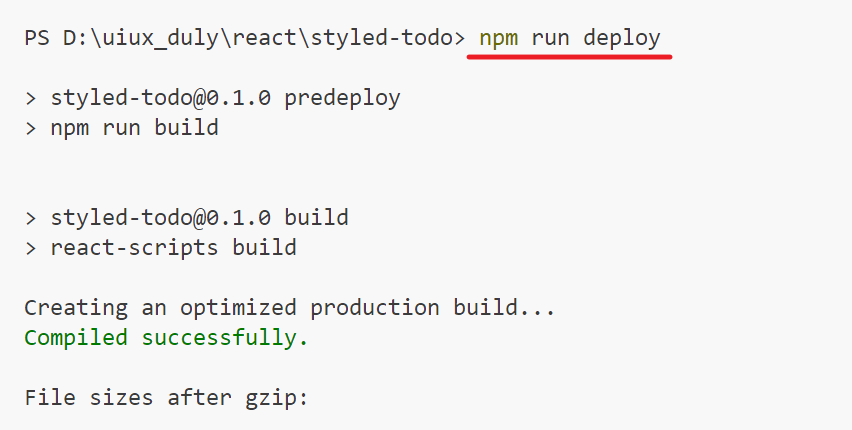 PS D:\uiux_duly\react\styled-todo> npm run deploy
> styled-todo@0.1.0 predeploy
> npm run build
> styled-todo@0.1.0 build
> react-scripts build
Creating an optimized production build...
Compiled successfully.
File sizes after gzip: